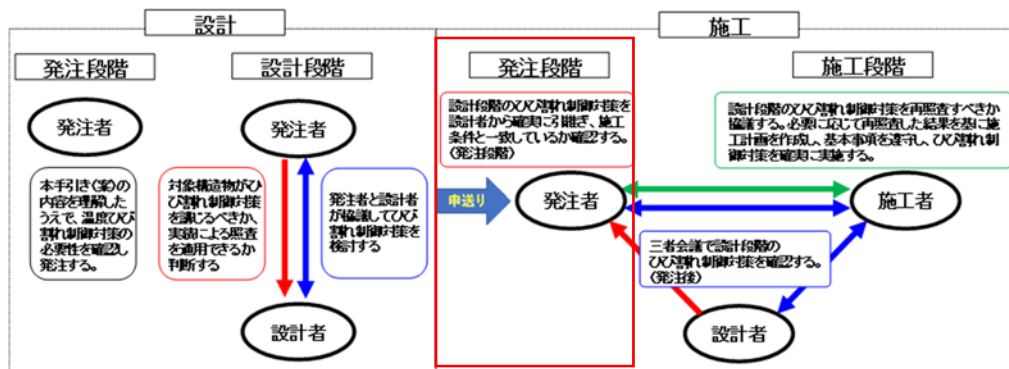 設計
発注段階
設計段階
発注者
本手引き(案)の
内容を理解した
うえで、温度ひび
割れ制御対策の
必要性を確認し
発注する。
対象構造物がひ
び割れ制御対策
を講じるべきか、
実績による照査
を適用できるか
判断する
発注者
発注者と設計者
が協議してひび
割れ制御対策を
検討する
設計者
施工
発注段階
施工段階
設計段階のひび割れ制御対策を
設計者から確実に引継ぎ、施工
条件と一致しているか確認する。
(発注段階)
設計段階のひび割れ制御対策を再照査すべきか
協議する。必要に応じて再照査した結果を基に施
工計画を作成し、基本事項を遵守し、ひび割れ制
御対策を確実に実施する。
申送り
発注者
施工者
三者会議で設計段階の
ひび割れ制御対策を確認する。
(発注後)
設計者